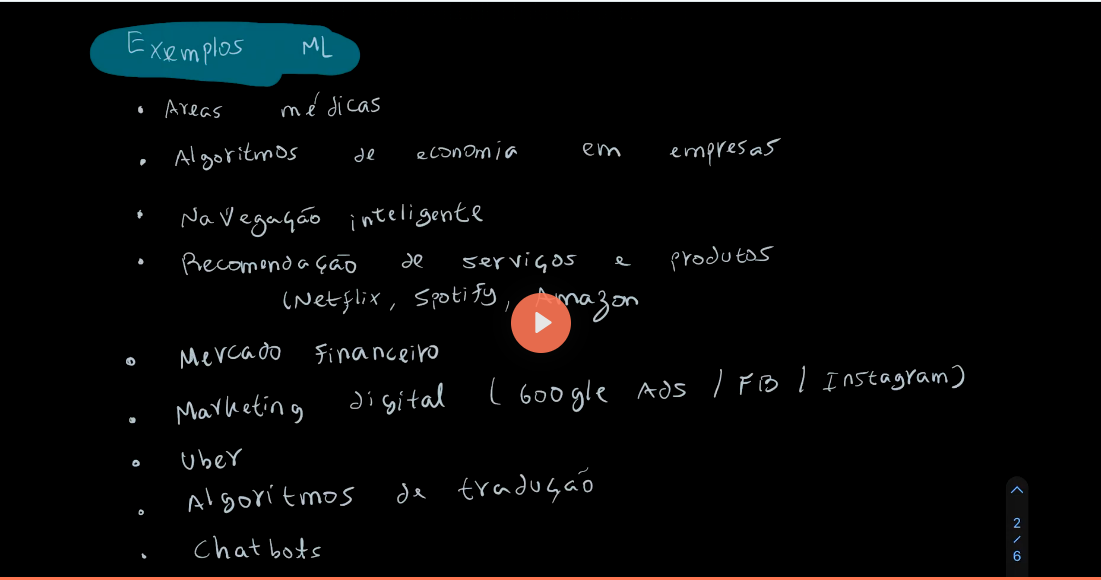 Exemplos ML
• Areas médicas
• Algoritmos de economia em empresas
• Navegação inteligente
• Recomendação de serviços e produtos
(Netflix, Spotify, Amazon
• Mercado financeiro
• Marketing digital (Google Ads / FB / Instagram)
• Uber
• Algoritmos de tradução
• Chatbots
2
/
6